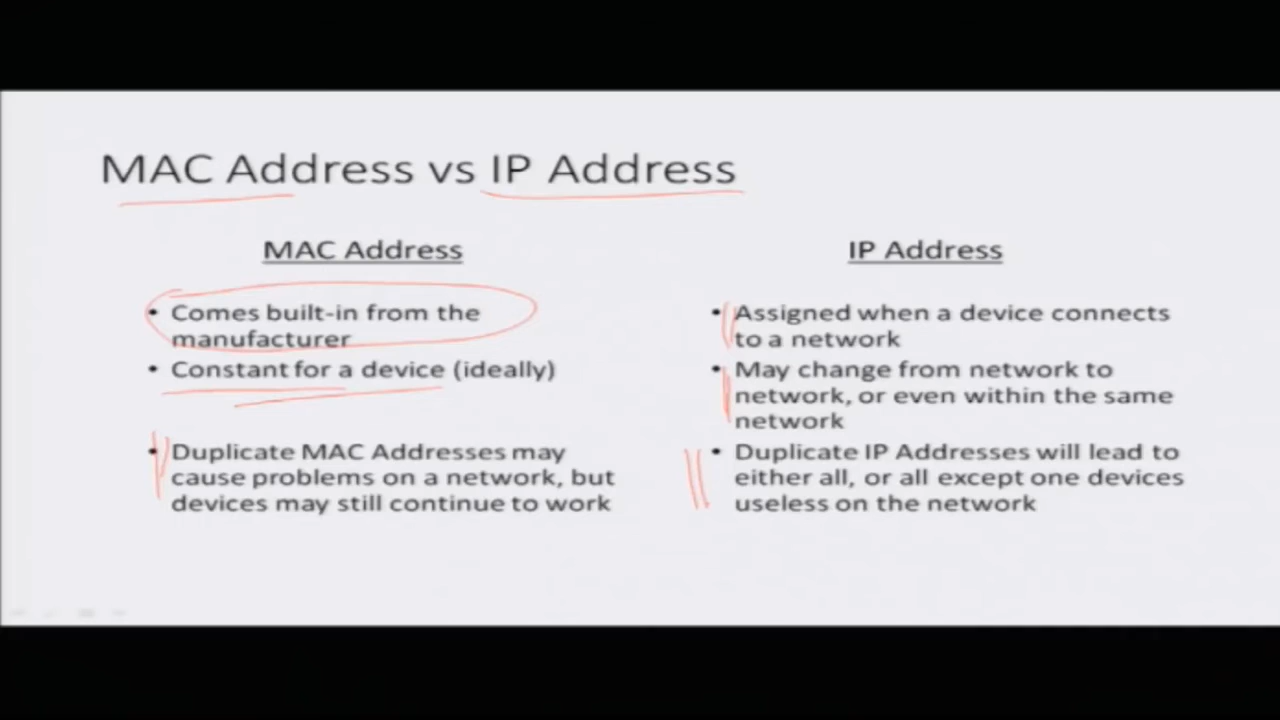 MAC Address vs IP Address
MAC Address
• Comes built-in from the
manufacturer
• Constant for a device (ideally)
• Duplicate MAC Addresses may
cause problems on a network, but
devices may still continue to work
IP Address
• Assigned when a device connects
to a network
• May change from network to
network, or even within the same
network
• Duplicate IP Addresses will lead to
either all, or all except one devices
useless on the network